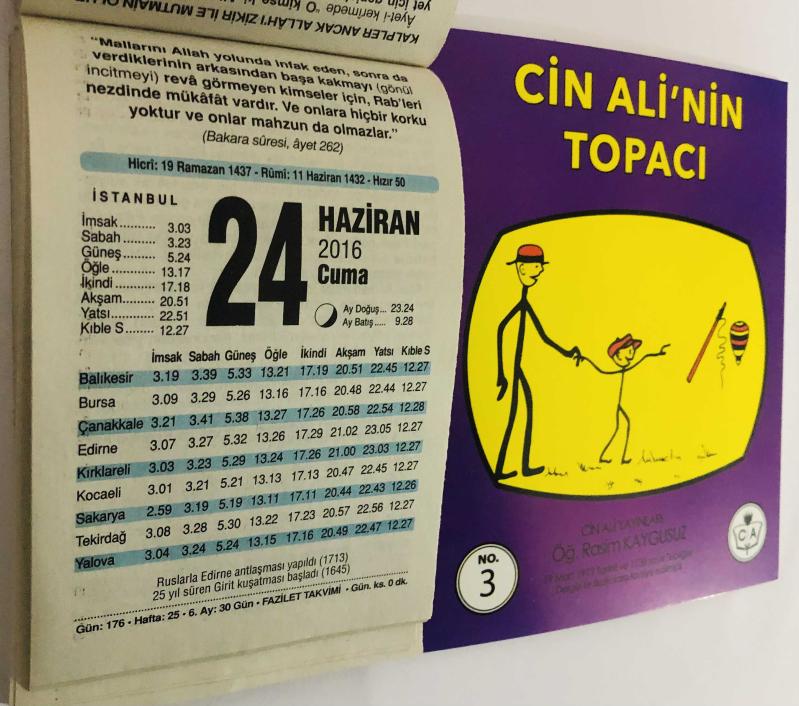 KALPLER ANCAK ALLAH'I ZİKİR İLE MUTMAİN OLU
Âyet-i kerimede "O kimse ki
"Mallarını Allah yolunda infak eden, sonra da
verdiklerinin arkasından başa kakmayı (gönül
incitmeyi) revâ görmeyen kimseler için, Rab'leri
nezdinde mükâfât vardır. Ve onlara hiçbir korku
yoktur ve onlar mahzun da olmazlar."
(Bakara sûresi, âyet 262)
Hicrî: 19 Ramazan 1437 - Rûmî: 11 Haziran 1432 - Hızır 50
İSTANBUL
İmsak.......... 3.03
Sabah......... 3.23
Güneş......... 5.24
Öğle........... 13.17
İkindi.......... 17.18
Akşam........ 20.51
Yatsı........... 22.51
Kıble S........ 12.27
24
HAZİRAN
2016
Cuma
Ay Doğuş... 23.24
Ay Batış..... 9.28
İmsak Sabah Güneş Öğle İkindi Akşam Yatsı Kıble S
Balıkesir 3.19 3.39 5.33 13.21 17.19 20.51 22.45 12.27
Bursa 3.09 3.29 5.26 13.16 17.16 20.48 22.44 12.27
Çanakkale 3.21 3.41 5.38 13.27 17.26 20.58 22.54 12.28
Edirne 3.07 3.27 5.32 13.26 17.29 21.02 23.05 12.27
Kırklareli 3.03 3.23 5.29 13.24 17.26 21.00 23.03 12.27
Kocaeli 3.01 3.21 5.21 13.13 17.13 20.47 22.45 12.27
Sakarya 2.59 3.19 5.19 13.11 17.11 20.44 22.43 12.26
Tekirdağ 3.08 3.28 5.30 13.22 17.23 20.57 22.56 12.27
Yalova 3.04 3.24 5.24 13.15 17.16 20.49 22.47 12.27
Ruslarla Edirne antlaşması yapıldı (1713)
25 yıl süren Girit kuşatması başladı (1645)
Gün: 176 • Hafta: 25 • 6. Ay: 30 Gün • FAZİLET TAKVİMİ • Gün. ks. 0 dk.
CİN ALİ'NİN
TOPACI
CİN ALİ YAYINLARI
Öğ. Rasim KAYGUSUZ
NO.
3
C A